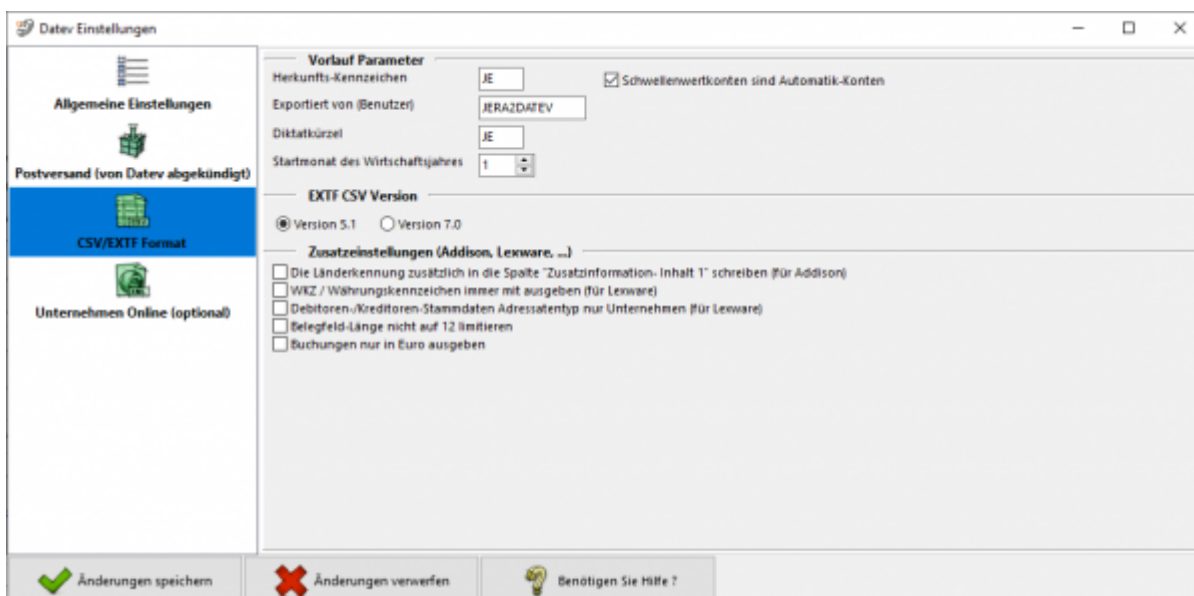 Datev Einstellungen
Allgemeine Einstellungen
Postversand (von Datev abgekündigt)
CSV/EXTF Format
Unternehmen Online (optional)
Vorlauf Parameter
Herkunfts-Kennzeichen JE Schwellenwertkonten sind Automatik-Konten
Exportiert von (Benutzer) JERA2DATEV
Diktatkürzel JE
Startmonat des Wirtschaftsjahres 1
EXTF CSV Version
Version 5.1 Version 7.0
Zusatzeinstellungen (Addison, Lexware, ...)
Die Länderkennung zusätzlich in die Spalte "Zusatzinformation- Inhalt 1" schreiben (für Addison)
WKZ / Währungskennzeichen immer mit ausgeben (für Lexware)
Debitoren-/Kreditoren-Stammdaten Adressatentyp nur Unternehmen (für Lexware)
Belegfeld-Länge nicht auf 12 limitieren
Buchungen nur in Euro ausgeben
Änderungen speichern Änderungen verwerfen Benötigen Sie Hilfe ?